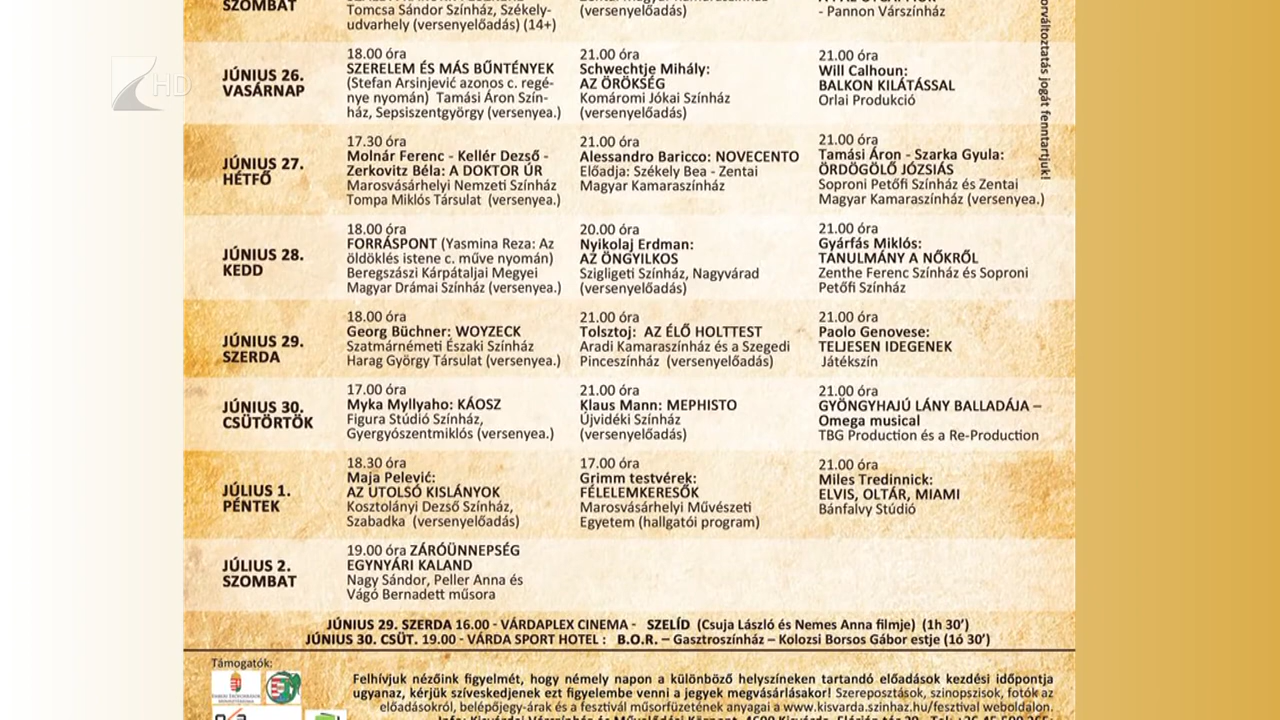 SZOMBAT
Tomcsa Sándor Színház, Székely-
udvarhely (versenyelőadás) (14+)
(versenyelőadás)
- Pannon Várszínház
HD
JÚNIUS 26.
VASÁRNAP
18.00 óra
SZERELEM ÉS MÁS BŰNTÉNYEK
(Stefan Arsinjević azonos c. regé-
nye nyomán) Tamási Áron Szín-
ház, Sepsiszentgyörgy (versenyea.)
21.00 óra
Schwechtje Mihály:
AZ ÖRÖKSÉG
Komáromi Jókai Színház
(versenyelőadás)
21.00 óra
Will Calhoun:
BALKON KILÁTÁSSAL
Orlai Produkció
orváltoztatás jogát fenntartjuk!
JÚNIUS 27.
HÉTFŐ
17.30 óra
Molnár Ferenc - Kellér Dezső -
Zerkovitz Béla: A DOKTOR ÚR
Marosvásárhelyi Nemzeti Színház
Tompa Miklós Társulat (versenyea.)
21.00 óra
Alessandro Baricco: NOVECENTO
Előadja: Székely Bea - Zentai
Magyar Kamaraszínház
21.00 óra
Tamási Áron - Szarka Gyula:
ÖRDÖGÖLŐ JÓZSIÁS
Soproni Petőfi Színház és Zentai
Magyar Kamaraszínház (versenyea.)
JÚNIUS 28.
KEDD
18.00 óra
FORRÁSPONT (Yasmina Reza: Az
öldöklés istene c. műve nyomán)
Beregszászi Kárpátaljai Megyei
Magyar Drámai Színház (versenyea.)
20.00 óra
Nyikolaj Erdman:
AZ ÖNGYILKOS
Szigligeti Színház, Nagyvárad
(versenyelőadás)
21.00 óra
Gyárfás Miklós:
TANULMÁNY A NŐKRŐL
Zenthe Ferenc Színház és Soproni
Petőfi Színház
JÚNIUS 29.
SZERDA
18.00 óra
Georg Büchner: WOYZECK
Szatmárnémeti Északi Színház
Harag György Társulat (versenyea.)
21.00 óra
Tolsztoj: AZ ÉLŐ HOLTTEST
Aradi Kamaraszínház és a Szegedi
Pinceszínház (versenyelőadás)
21.00 óra
Paolo Genovese:
TELJESEN IDEGENEK
Játékszín
JÚNIUS 30.
CSÜTÖRTÖK
17.00 óra
Myka Myllyaho: KÁOSZ
Figura Stúdió Színház,
Gyergyószentmiklós (versenyea.)
21.00 óra
Klaus Mann: MEPHISTO
Újvidéki Színház
(versenyelőadás)
21.00 óra
GYÖNGYHAJÚ LÁNY BALLADÁJA –
Omega musical
TBG Production és a Re-Production
JÚLIUS 1.
PÉNTEK
18.30 óra
Maja Pelević:
AZ UTOLSÓ KISLÁNYOK
Kosztolányi Dezső Színház,
Szabadka (versenyelőadás)
17.00 óra
Grimm testvérek:
FÉLELEMKERESŐK
Marosvásárhelyi Művészeti
Egyetem (hallgatói program)
21.00 óra
Miles Tredinnick:
ELVIS, OLTÁR, MIAMI
Bánfalvy Stúdió
JÚLIUS 2.
SZOMBAT
19.00 óra ZÁRÓÜNNEPSÉG
EGYNYÁRI KALAND
Nagy Sándor, Peller Anna és
Vágó Bernadett műsora
JÚNIUS 29. SZERDA 16.00 - VÁRDAPLEX CINEMA - SZELÍD (Csuja László és Nemes Anna filmje) (1h 30')
JÚNIUS 30. CSÜT. 19.00 - VÁRDA SPORT HOTEL : B.O.R. – Gasztroszínház – Kolozsi Borsos Gábor estje (1ó 30')
Támogatók:
Felhívjuk nézőink figyelmét, hogy némely napon a különböző helyszíneken tartandó előadások kezdési időpontja
ugyanaz, kérjük szíveskedjenek ezt figyelembe venni a jegyek megvásárlásakor! Szereposztások, szinopszisok, fotók az
előadásokról, belépőjegy-árak és a fesztivál műsorfüzetének anyagai a www.kisvarda.szinhaz.hu/fesztival weboldalon.